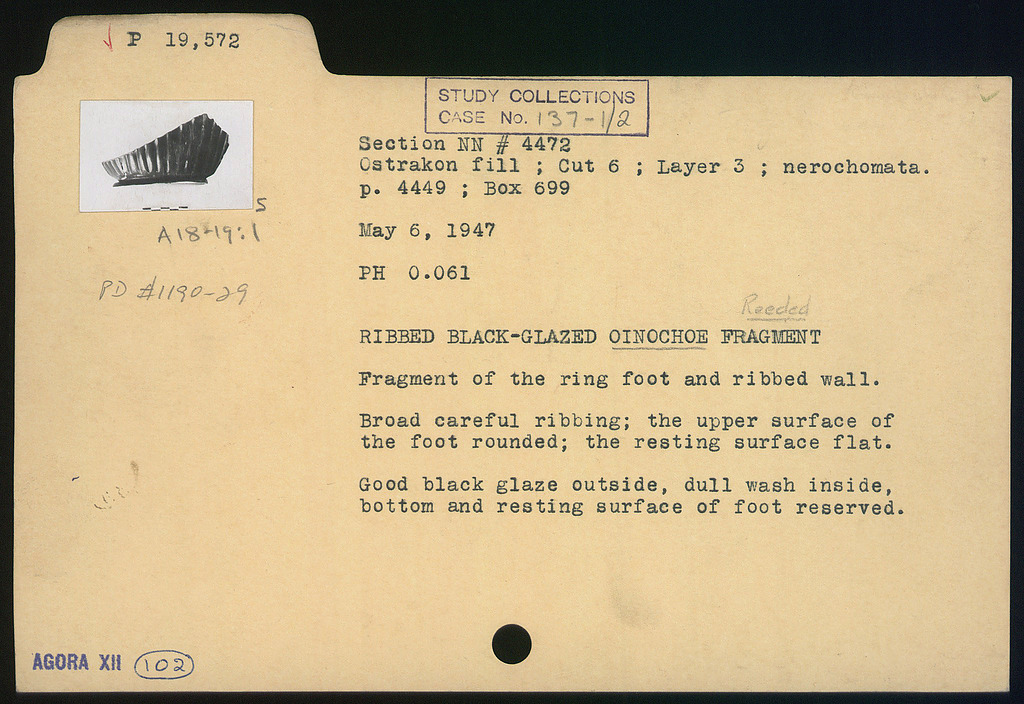 P 19,572
STUDY COLLECTIONS
CASE No. 137-1/2
Section NN # 4472
Ostrakon fill ; Cut 6 ; Layer 3 ; nerochomata.
p. 4449 ; Box 699
S
A18-19:1
May 6, 1947
PH 0.061
PD #1190-29
Reeded
RIBBED BLACK-GLAZED OINOCHOE FRAGMENT
Fragment of the ring foot and ribbed wall.
Broad careful ribbing; the upper surface of
the foot rounded; the resting surface flat.
Good black glaze outside, dull wash inside,
bottom and resting surface of foot reserved.
AGORA XII 102